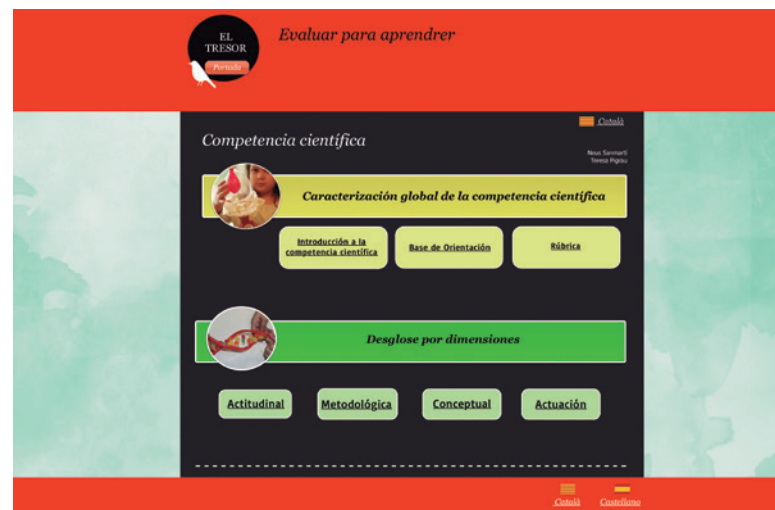 EL
TRESOR
Portada
Evaluar para aprendrer
Català
Competencia científica
Neus Sanmartí
Teresa Pigrau
Caracterización global de la competencia científica
Introducción a la
competencia científica
Base de Orientación
Rúbrica
Desglose por dimensiones
Actitudinal
Metodológica
Conceptual
Actuación
Català
Castellano